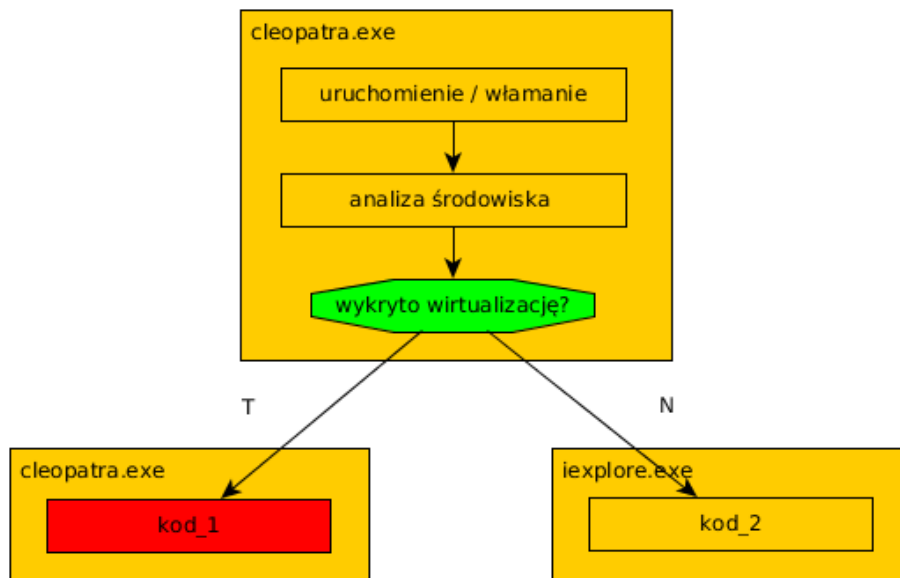 cleopatra.exe
uruchomienie / włamanie
analiza środowiska
wykryto wirtualizację?
T
N
cleopatra.exe
kod_1
iexplore.exe
kod_2